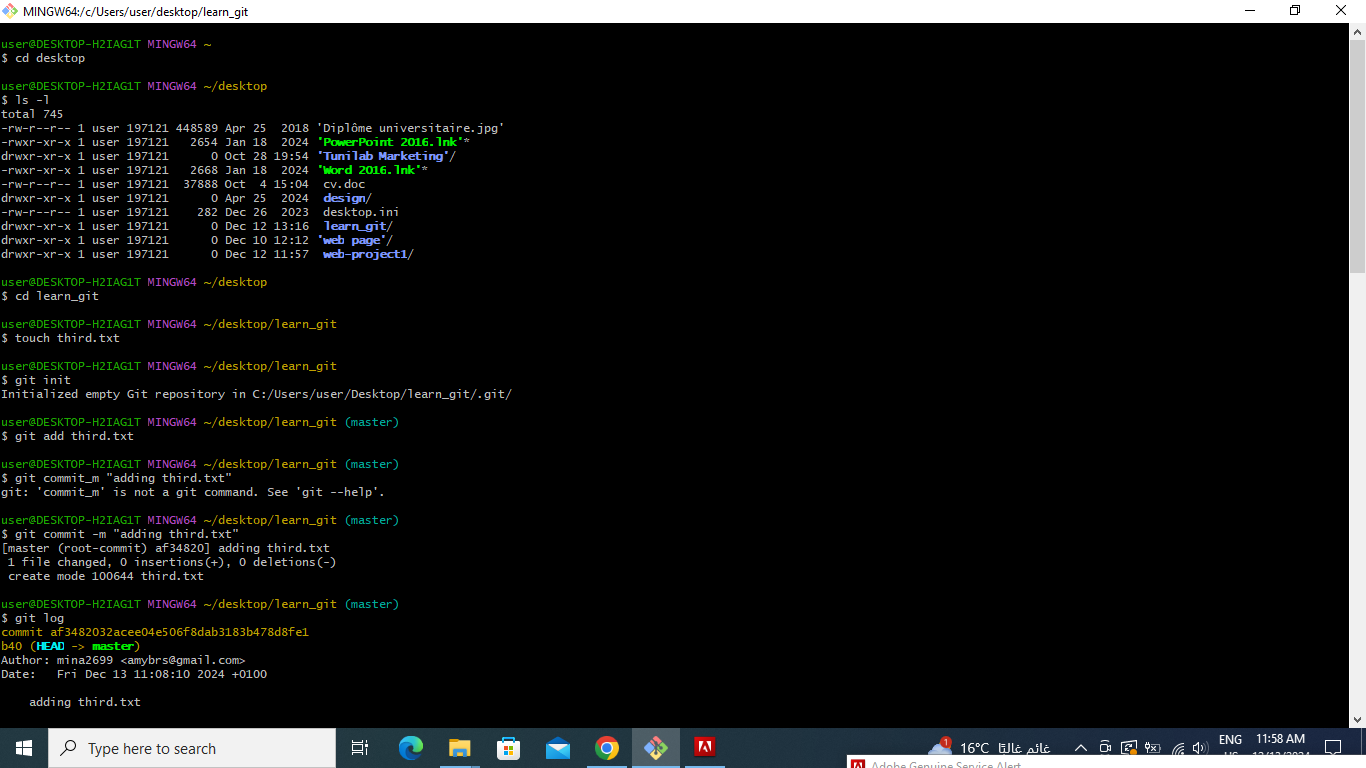 MINGW64:/c/Users/user/desktop/learn_git
user@DESKTOP-H2IAG1T MINGW64 ~
$ cd desktop
user@DESKTOP-H2IAG1T MINGW64 ~/desktop
$ ls -l
total 745
-rw-r--r-- 1 user 197121 448589 Apr 25  2018 'Diplôme universitaire.jpg'
-rwxr-xr-x 1 user 197121   2654 Jan 18  2024 'PowerPoint 2016.lnk'*
drwxr-xr-x 1 user 197121      0 Oct 28 19:54 'Tunilab Marketing'/
-rwxr-xr-x 1 user 197121   2668 Jan 18  2024 'Word 2016.lnk'*
-rw-r--r-- 1 user 197121  37888 Oct  4 15:04  cv.doc
drwxr-xr-x 1 user 197121      0 Apr 25  2024  design/
-rw-r--r-- 1 user 197121    282 Dec 26  2023  desktop.ini
drwxr-xr-x 1 user 197121      0 Dec 12 13:16  learn_git/
drwxr-xr-x 1 user 197121      0 Dec 10 12:12 'web page'/
drwxr-xr-x 1 user 197121      0 Dec 12 11:57  web-project1/
user@DESKTOP-H2IAG1T MINGW64 ~/desktop
$ cd learn_git
user@DESKTOP-H2IAG1T MINGW64 ~/desktop/learn_git
$ touch third.txt
user@DESKTOP-H2IAG1T MINGW64 ~/desktop/learn_git
$ git init
Initialized empty Git repository in C:/Users/user/Desktop/learn_git/.git/
user@DESKTOP-H2IAG1T MINGW64 ~/desktop/learn_git (master)
$ git add third.txt
user@DESKTOP-H2IAG1T MINGW64 ~/desktop/learn_git (master)
$ git commit_m "adding third.txt"
git: 'commit_m' is not a git command. See 'git --help'.
user@DESKTOP-H2IAG1T MINGW64 ~/desktop/learn_git (master)
$ git commit -m "adding third.txt"
[master (root-commit) af34820] adding third.txt
 1 file changed, 0 insertions(+), 0 deletions(-)
 create mode 100644 third.txt
user@DESKTOP-H2IAG1T MINGW64 ~/desktop/learn_git (master)
$ git log
commit af3482032acee04e506f8dab3183b478d8fe1
b40 (HEAD -> master)
Author: mina2699 <amybrs@gmail.com>
Date:   Fri Dec 13 11:08:10 2024 +0100
    adding third.txt
Type here to search
1
16°C غائم غالبًا
ENG
11:58 AM
Adobe Genuine Service Alert